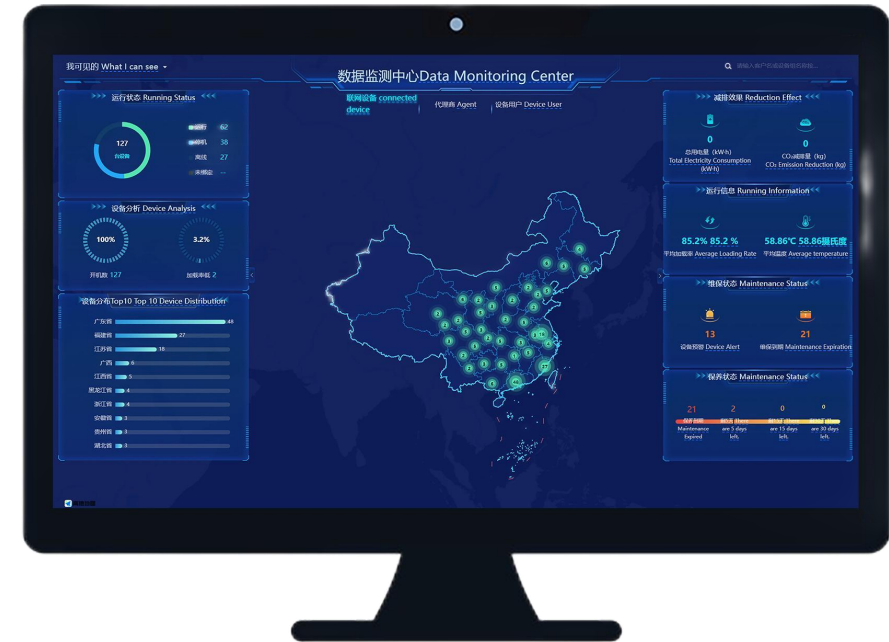 我可见的 What I can see
数据监测中心Data Monitoring Center
联网设备 connected
device
代理商 Agent
设备用户 Device User
>>> 运行状态 Running Status <<<
127
62
38
离线 27
未绑定 --
>>> 设备分析 Device Analysis <<<
100%
3.2%
开机数 127
加载率低 2
设备分布Top10 Top 10 Device Distribution
广东省 48
福建省 27
江苏省 18
广西 6
江西省 5
黑龙江省 4
浙江省 4
安徽省 3
贵州省 3
湖北省 3
>>> 减排效果 Reduction Effect <<<
0
总用电量（kW·h）
Total Electricity Consumption
(kW·h)
0
CO₂减排量（kg）
CO₂ Emission Reduction (kg)
>> 运行信息 Running Information <<
85.2% 85.2 %
平均加载率 Average Loading Rate
58.86°C 58.86摄氏度
平均温度 Average temperature
>>> 维保状态 Maintenance Status <<
13
设备预警 Device Alert
21
维保到期 Maintenance Expiration
>>> 保养状态 Maintenance Status <<
21
Maintenance
Expired
2
are 5 days
left.
0
are 15 days
left.
0
are 30 days
left.